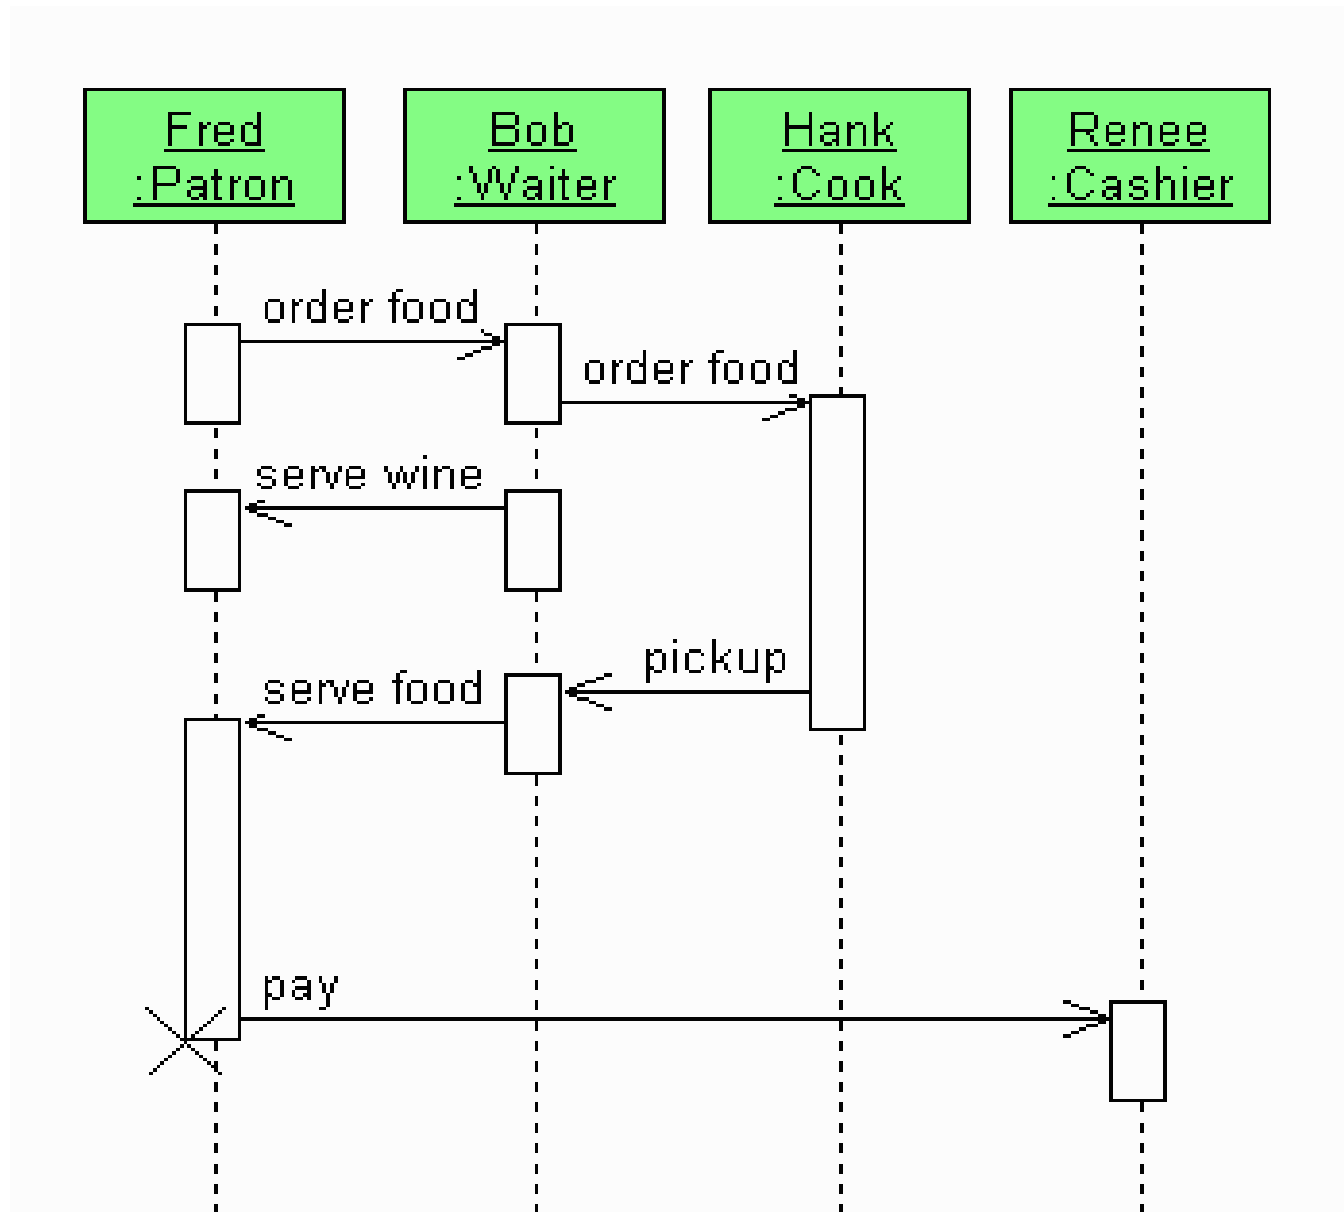 Fred
:Patron
Bob
:Waiter
Hank
:Cook
Renee
:Cashier
order food
order food
serve wine
pickup
serve food
pay